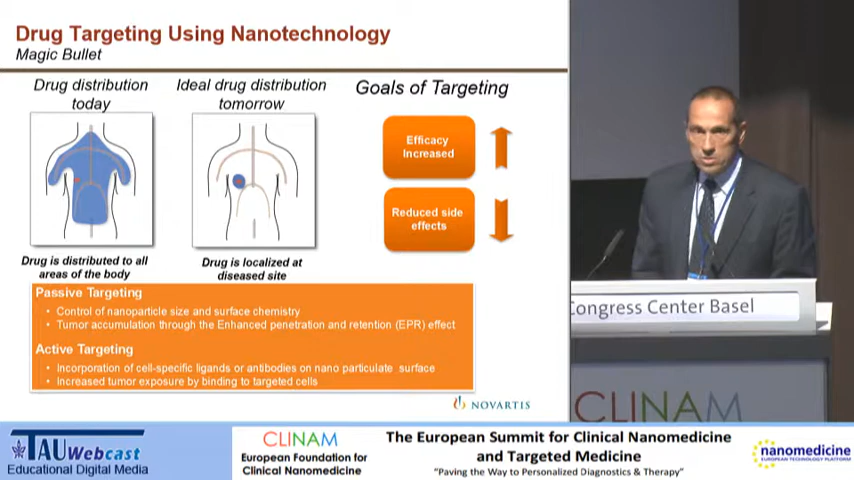 Drug Targeting Using Nanotechnology
Magic Bullet
Drug distribution
today
Ideal drug distribution
tomorrow
Goals of Targeting
Efficacy
Increased
Reduced side
effects
Drug is distributed to all
areas of the body
Drug is localized at
diseased site
Passive Targeting
• Control of nanoparticle size and surface chemistry
• Tumor accumulation through the Enhanced penetration and retention (EPR) effect
Active Targeting
• Incorporation of cell-specific ligands or antibodies on nano particulate surface
• Increased tumor exposure by binding to targeted cells
NOVARTIS
Congress Center Basel
CLINAM
TAU Webcast
Educational Digital Media
CLINAM
European Foundation for
Clinical Nanomedicine
The European Summit for Clinical Nanomedicine
and Targeted Medicine
"Paving the Way to Personalized Diagnostics & Therapy"
nanomedicine
EUROPEAN TECHNOLOGY PLATFORM